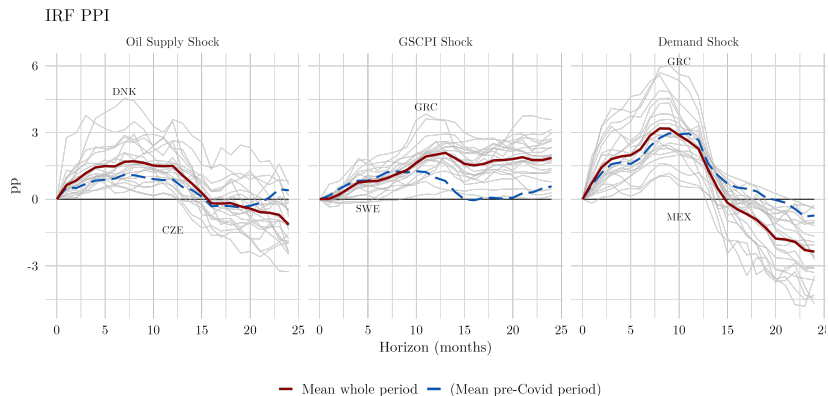 IRF PPI
Oil Supply Shock
GSCPI Shock
Demand Shock
6
3
0
-3
pp
DNK
CZE
GRC
SWE
GRC
MEX
0 5 10 15 20 25
0 5 10 15 20 25
0 5 10 15 20 25
Horizon (months)
Mean whole period (Mean pre-Covid period)